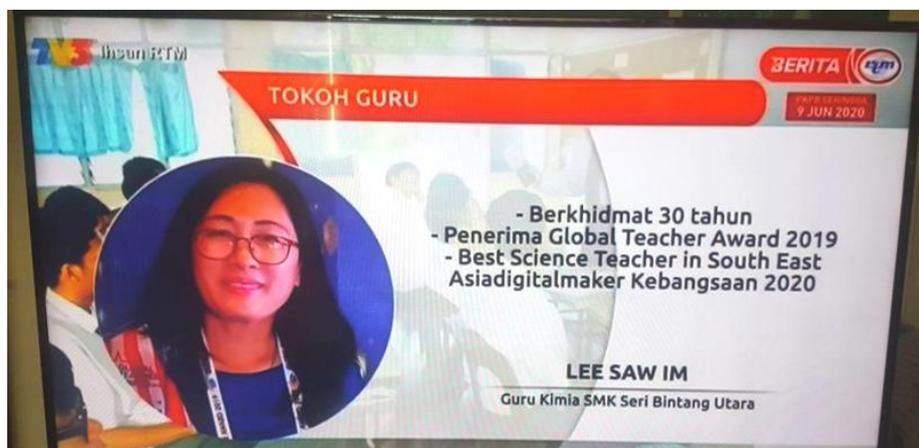 TV3 Ihsan RTM
BERITA rtm
TOKOH GURU
PKPB SEHINGGA
9 JUN 2020
- Berkhidmat 30 tahun
- Penerima Global Teacher Award 2019
- Best Science Teacher in South East
Asiadigitalmaker Kebangsaan 2020
LEE SAW IM
Guru Kimia SMK Seri Bintang Utara